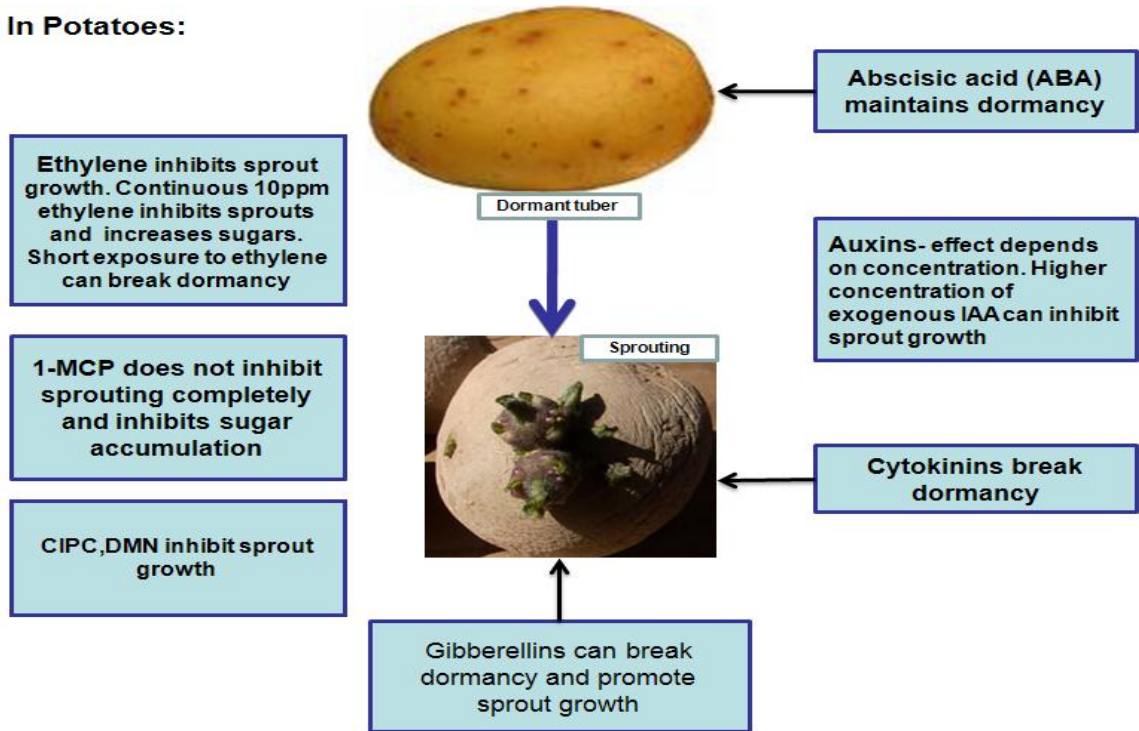 In Potatoes:
Abscisic acid (ABA)
maintains dormancy
Ethylene inhibits sprout
growth. Continuous 10ppm
ethylene inhibits sprouts
and increases sugars.
Short exposure to ethylene
can break dormancy
Dormant tuber
Auxins- effect depends
on concentration. Higher
concentration of
exogenous IAA can inhibit
sprout growth
Sprouting
1-MCP does not inhibit
sprouting completely
and inhibits sugar
accumulation
Cytokinins break
dormancy
CIPC,DMN inhibit sprout
growth
Gibberellins can break
dormancy and promote
sprout growth